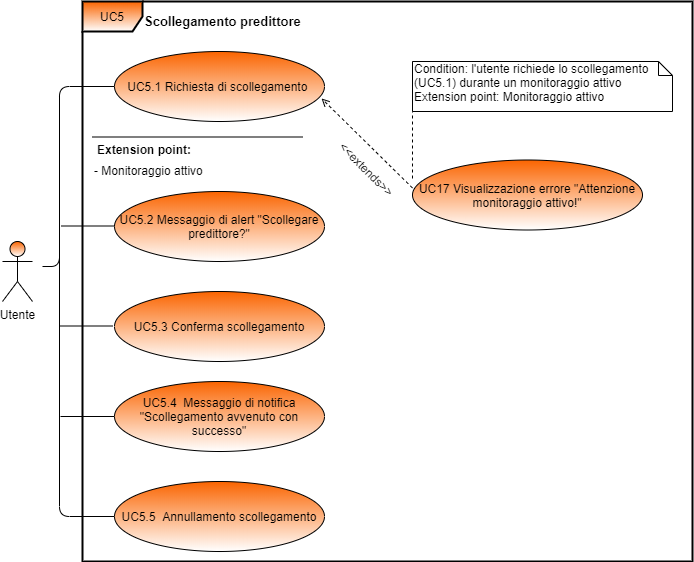 UC5
Scollegamento predittore
UC5.1 Richiesta di scollegamento
Condition: l'utente richiede lo scollegamento
(UC5.1) durante un monitoraggio attivo
Extension point: Monitoraggio attivo
Extension point:
- Monitoraggio attivo
<<extends>>
UC17 Visualizzazione errore "Attenzione
monitoraggio attivo!"
UC5.2 Messaggio di alert "Scollegare
predittore?"
Utente
UC5.3 Conferma scollegamento
UC5.4  Messaggio di notifica
"Scollegamento avvenuto con
successo"
UC5.5  Annullamento scollegamento